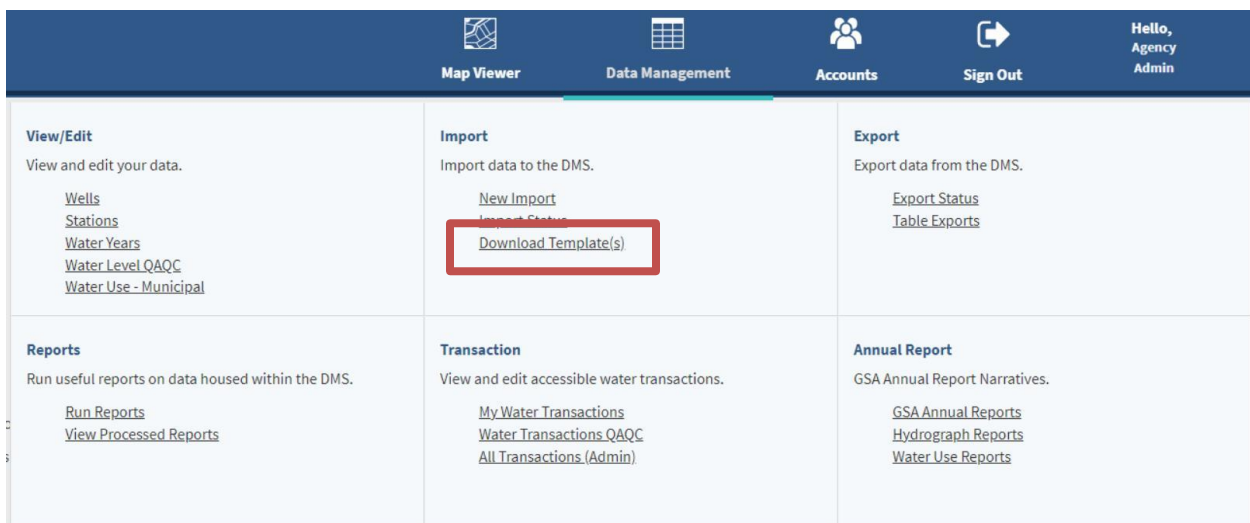 Map Viewer
Data Management
Accounts
Sign Out
Hello,
Agency
Admin
View/Edit
View and edit your data.
Wells
Stations
Water Years
Water Level QAQC
Water Use - Municipal
Import
Import data to the DMS.
New Import
Import Status
Download Template(s)
Export
Export data from the DMS.
Export Status
Table Exports
Reports
Run useful reports on data housed within the DMS.
Run Reports
View Processed Reports
Transaction
View and edit accessible water transactions.
My Water Transactions
Water Transactions QAQC
All Transactions (Admin)
Annual Report
GSA Annual Report Narratives.
GSA Annual Reports
Hydrograph Reports
Water Use Reports